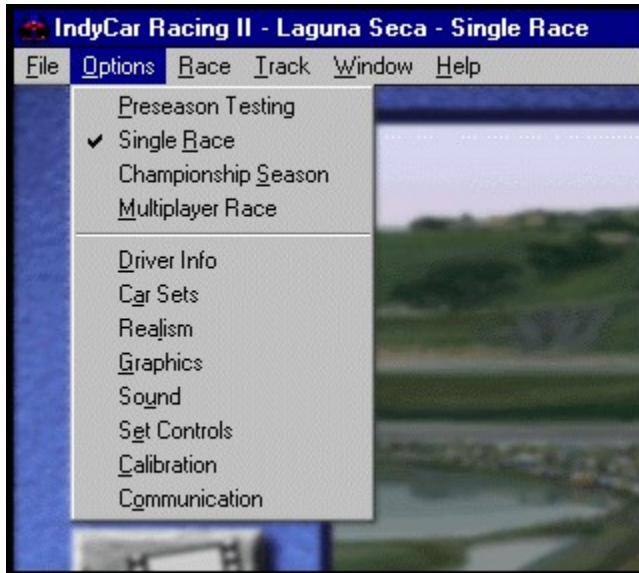 IndyCar Racing II - Laguna Seca - Single Race
File Options Race Track Window Help
Preseason Testing
Single Race
Championship Season
Multiplayer Race
Driver Info
Car Sets
Realism
Graphics
Sound
Set Controls
Calibration
Communication